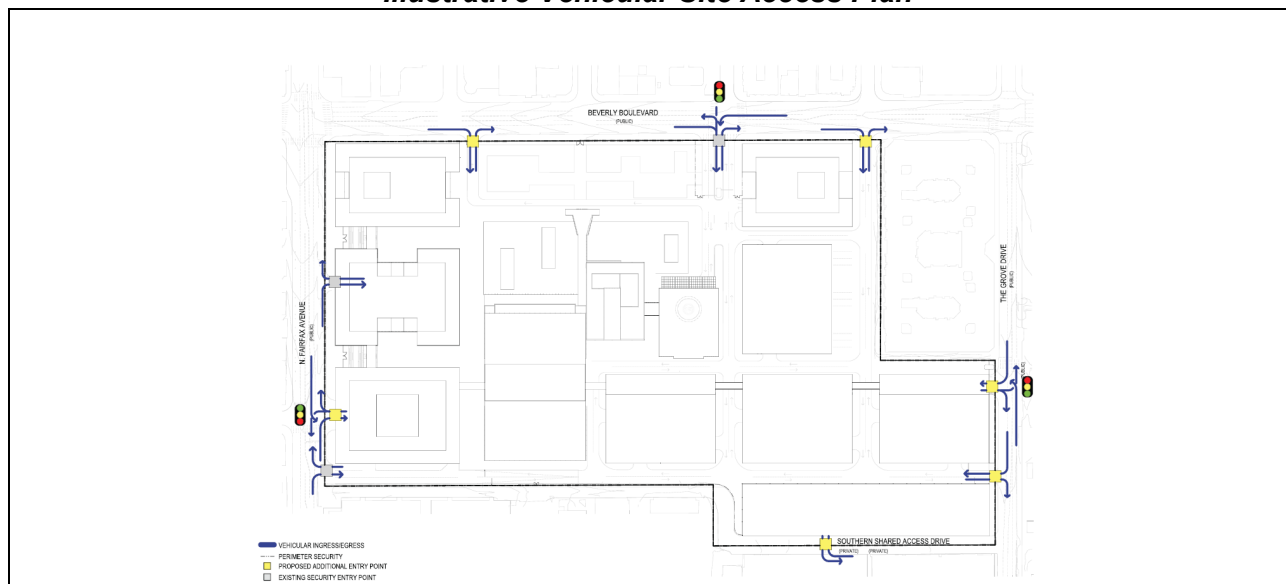 Illustrative Vehicular Site Access Plan
BEVERLY BOULEVARD
(PUBLIC)
THE GROVE DRIVE
(PUBLIC)
N. FAIRFAX AVENUE
(PUBLIC)
(PUBLIC)
SOUTHERN SHARED ACCESS DRIVE
(PRIVATE) (PRIVATE)
VEHICULAR INGRESS/EGRESS
PERIMETER SECURITY
PROPOSED ADDITIONAL ENTRY POINT
EXISTING SECURITY ENTRY POINT